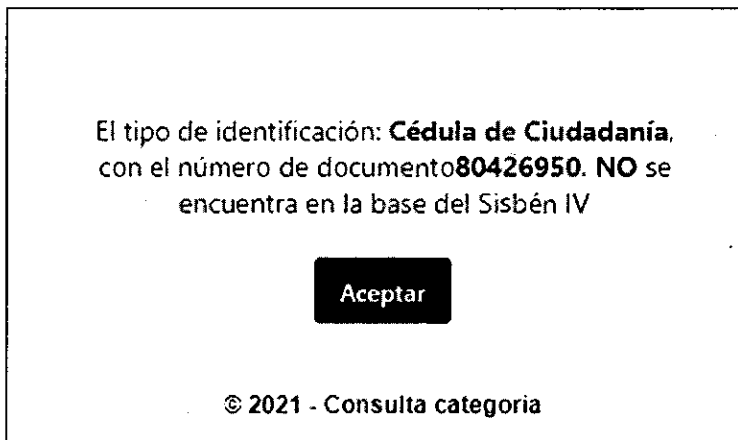 El tipo de identificación: Cédula de Ciudadanía,
con el número de documento80426950. NO se
encuentra en la base del Sisbén IV
Aceptar
© 2021 - Consulta categoria